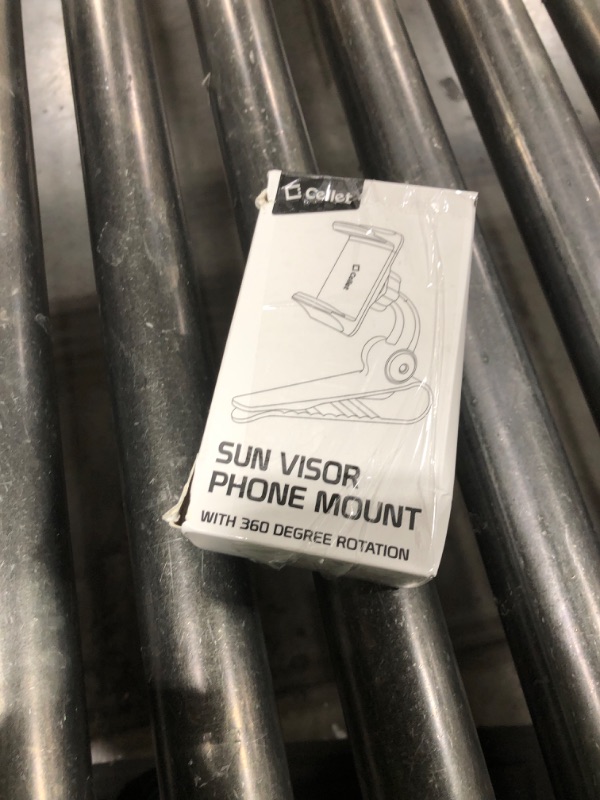 Cellet
Cellet
SUN VISOR
PHONE MOUNT
WITH 360 DEGREE ROTATION